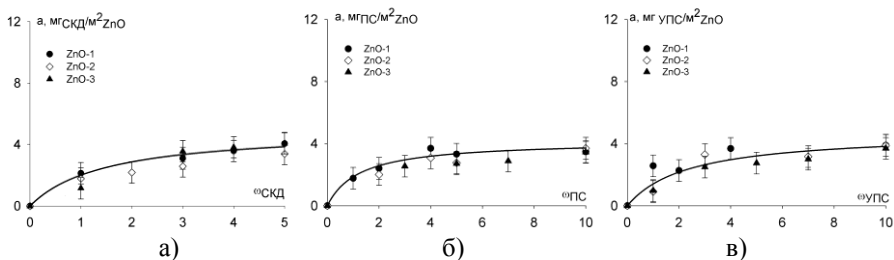 a, мгСКД/м²ZnO
12
8
4
0
0 1 2 3 4 5
ZnO-1
ZnO-2
ZnO-3
ωСКД
а)
a, мгПС/м²ZnO
12
8
4
0
0 2 4 6 8 10
ZnO-1
ZnO-2
ZnO-3
ωПС
б)
a, мг УПС/м²ZnO
12
8
4
0
0 2 4 6 8 10
ZnO-1
ZnO-2
ZnO-3
ωУПС
в)